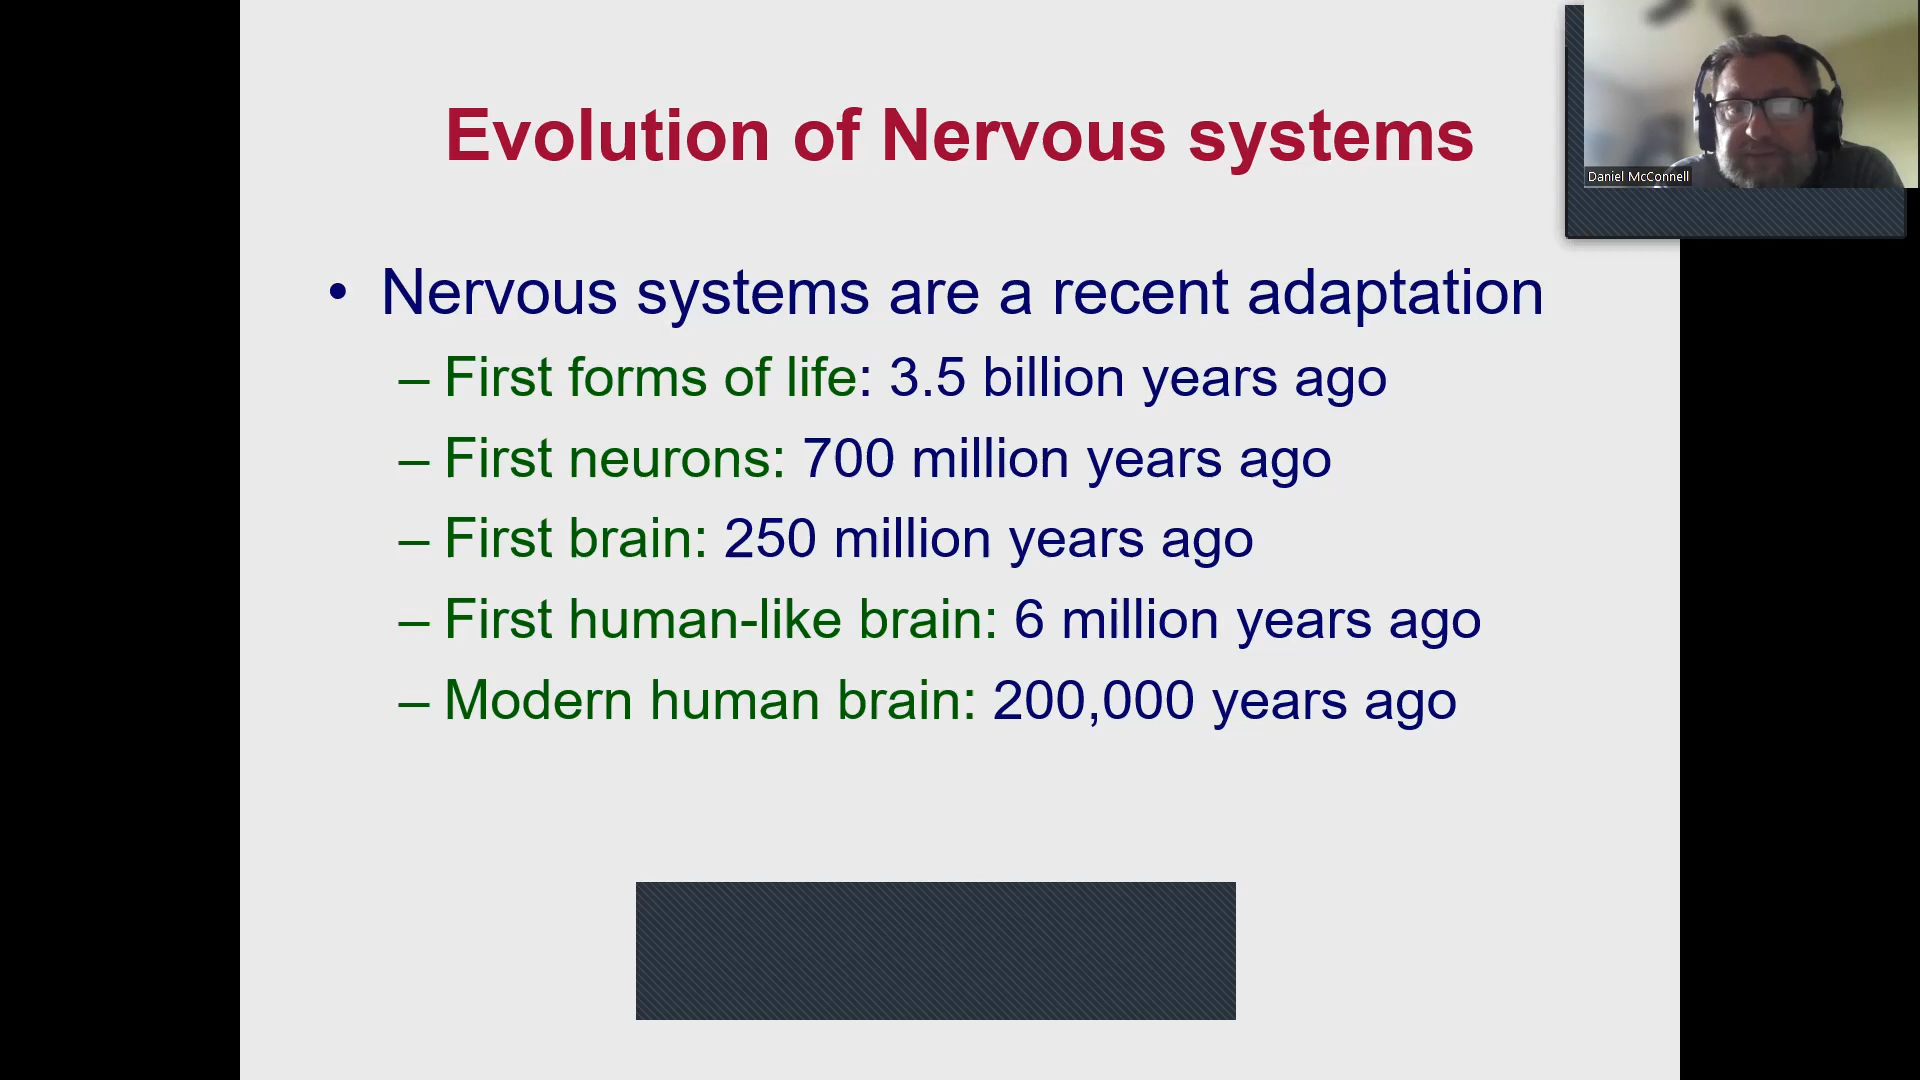 Evolution of Nervous systems
Daniel McConnell
• Nervous systems are a recent adaptation
– First forms of life: 3.5 billion years ago
– First neurons: 700 million years ago
– First brain: 250 million years ago
– First human-like brain: 6 million years ago
– Modern human brain: 200,000 years ago